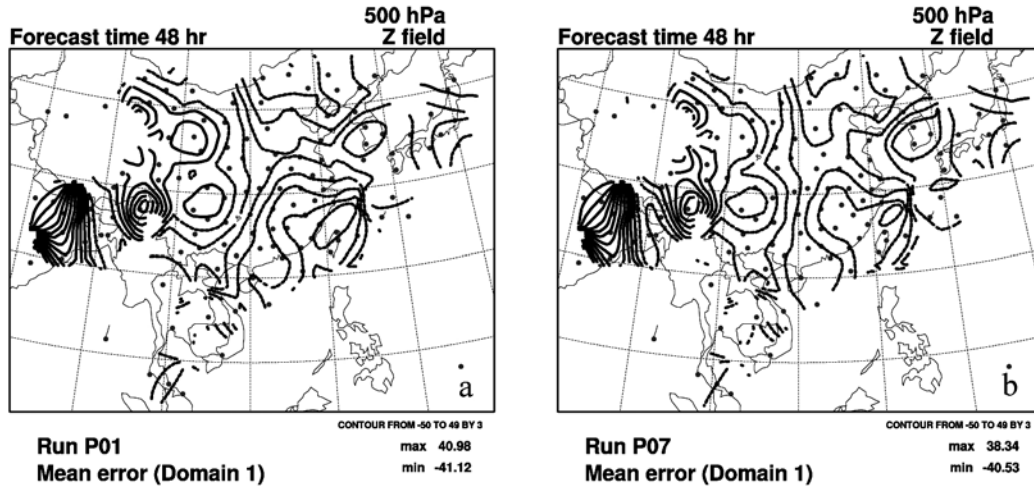 500 hPa
Forecast time 48 hr Z field
a
CONTOUR FROM -50 TO 49 BY 3
Run P01 max 40.98
Mean error (Domain 1) min -41.12
500 hPa
Forecast time 48 hr Z field
b
CONTOUR FROM -50 TO 49 BY 3
Run P07 max 38.34
Mean error (Domain 1) min -40.53